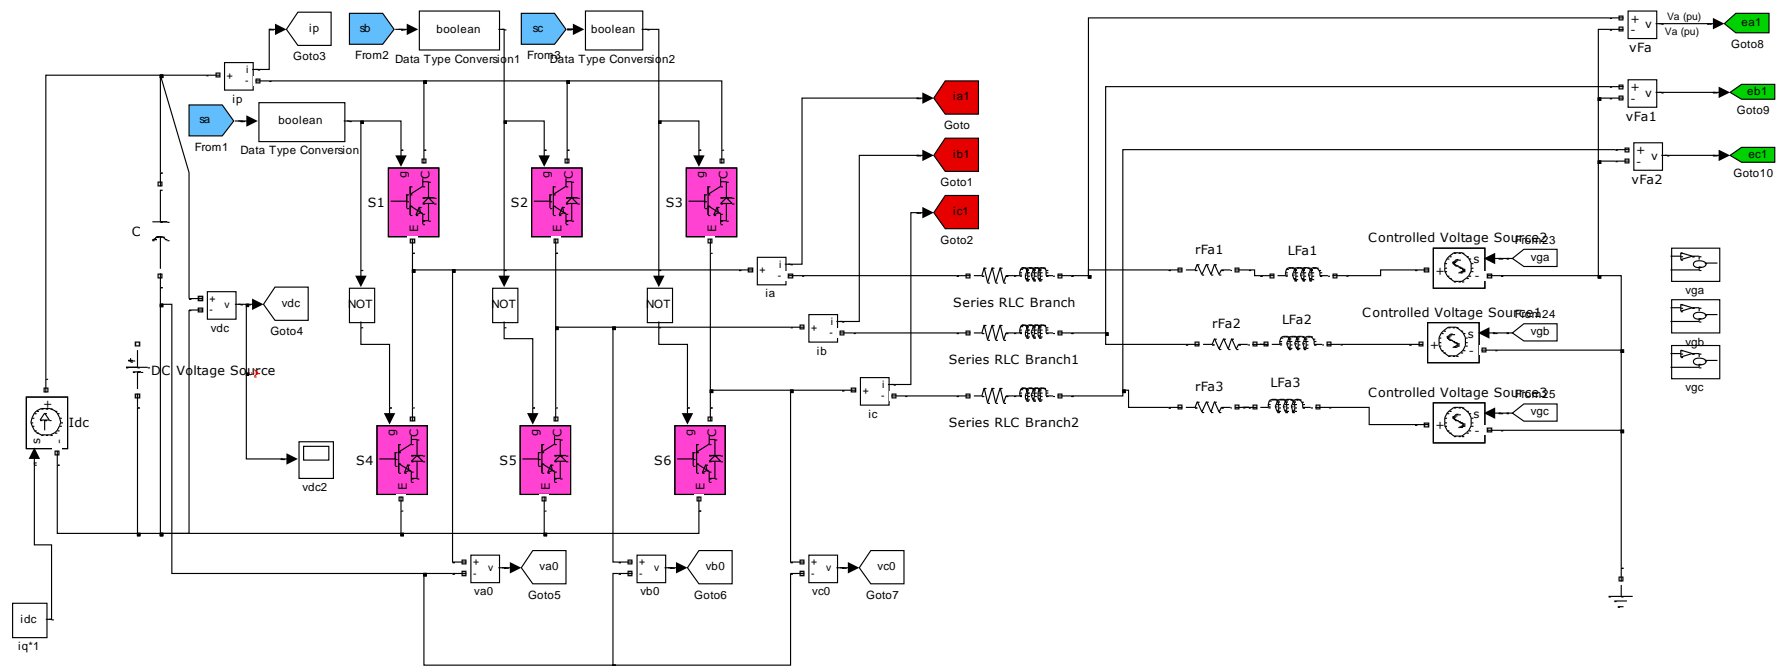 ip
Goto3
sb
From2
boolean
Data Type Conversion1
sc
From3
boolean
Data Type Conversion2
+
-
i
ip
sa
From1
boolean
Data Type Conversion
g
C
E
S1
g
C
E
S2
g
C
E
S3
ia1
Goto
ib1
Goto1
ic1
Goto2
+
-
v
vFa
Va (pu)
Va (pu)
ea1
Goto8
+
-
v
vFa1
eb1
Goto9
+
-
v
vFa2
ec1
Goto10
C
+
-
v
vdc
vdc
Goto4
NOT
NOT
NOT
+
-
i
ia
Series RLC Branch
rFa1
LFa1
Controlled Voltage Source2
From23
vga
+
-
s
vga
+
-
i
ib
Series RLC Branch1
rFa2
LFa2
Controlled Voltage Source1
From24
vgb
+
-
s
vgb
+
-
i
ic
Series RLC Branch2
rFa3
LFa3
Controlled Voltage Source3
From25
vgc
+
-
s
vgc
+
DC Voltage Source
+
-
s
Idc
vdc2
g
C
E
S4
g
C
E
S5
g
C
E
S6
+
-
v
va0
va0
Goto5
+
-
v
vb0
vb0
Goto6
+
-
v
vc0
vc0
Goto7
idc
iq*1